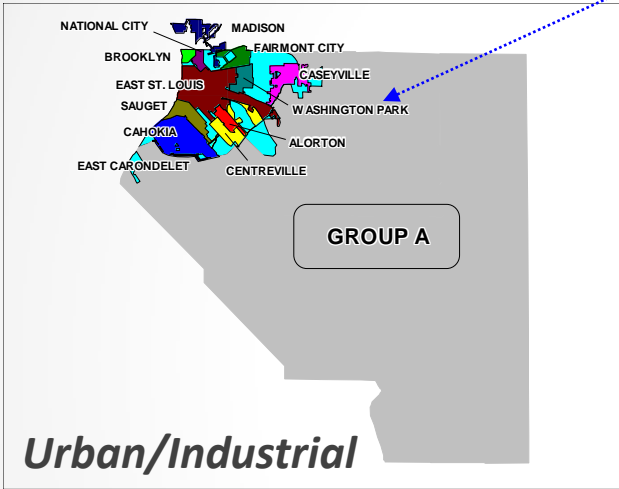 NATIONAL CITY
MADISON
BROOKLYN
FAIRMONT CITY
CASEYVILLE
EAST ST. LOUIS
SAUGET
WASHINGTON PARK
CAHOKIA
ALORTON
EAST CARONDELET
CENTREVILLE
GROUP A
Urban/Industrial